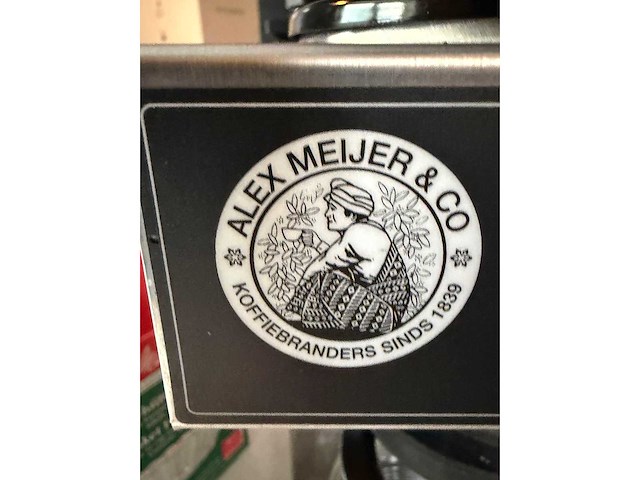 ALEX MEIJER & CO
KOFFIEBRANDERS SINDS 1839